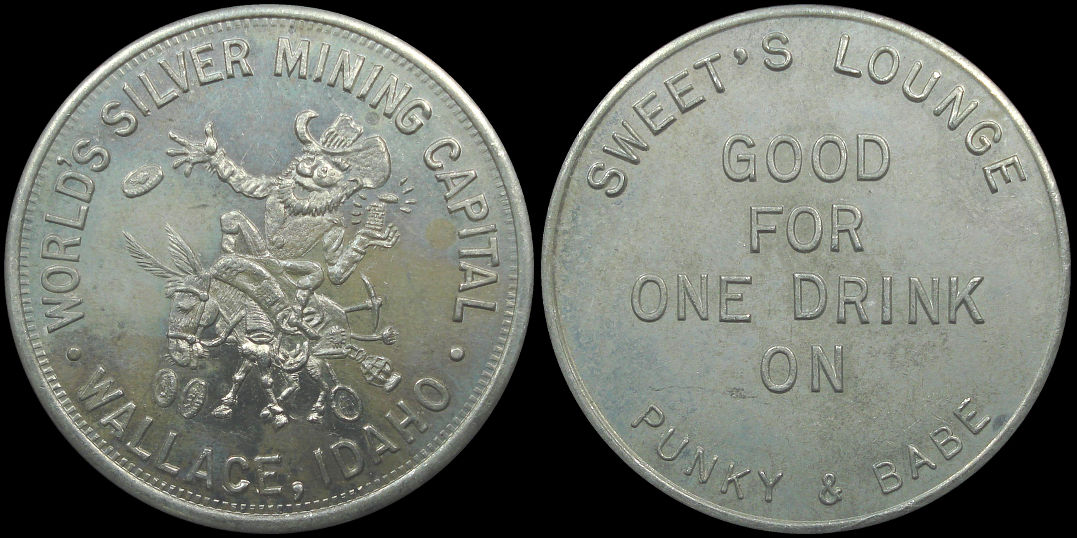 · WORLD'S SILVER MINING CAPITAL ·
WALLACE, IDAHO
SWEET'S LOUNGE
GOOD
FOR
ONE DRINK
ON
PUNKY & BABE